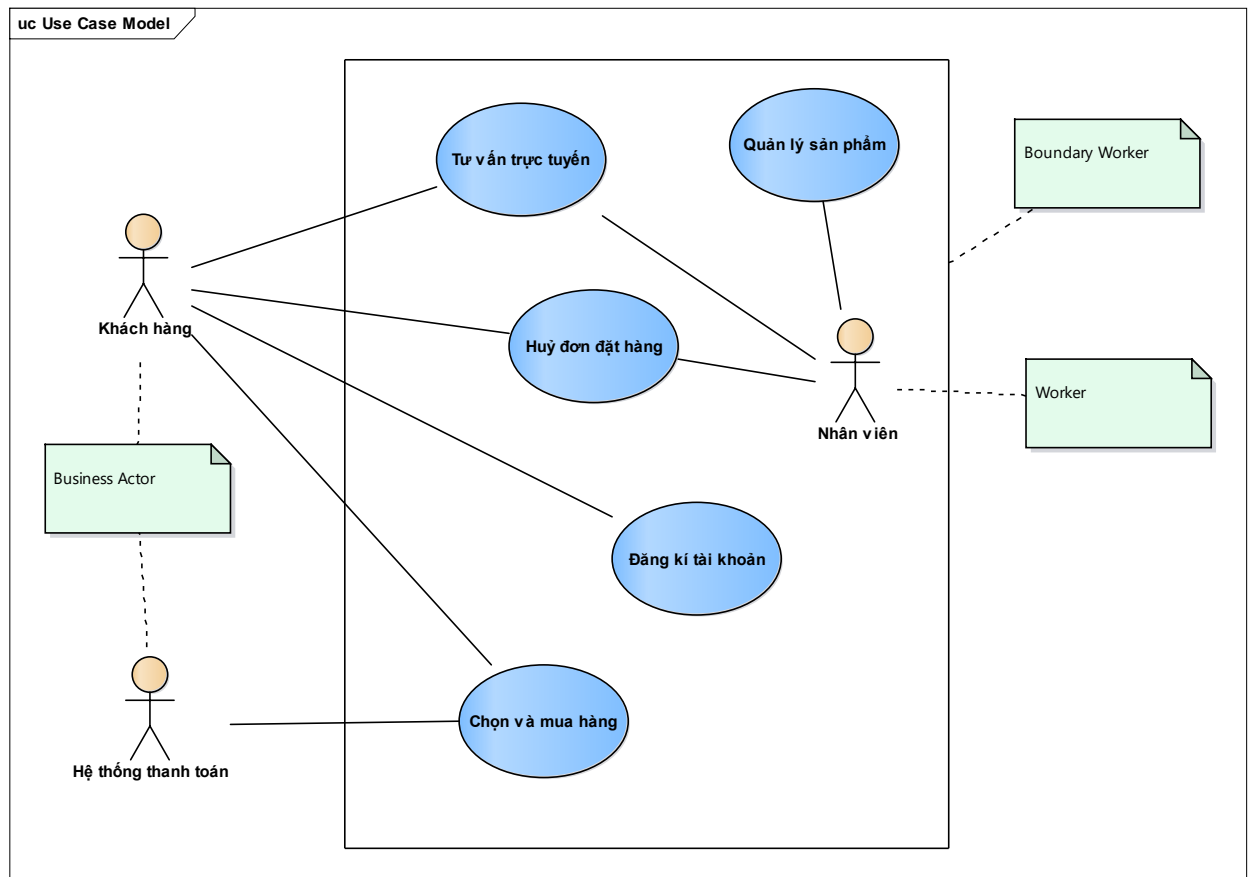 uc Use Case Model
Tư vấn trực tuyến
Quản lý sản phẩm
Boundary Worker
Khách hàng
Huỷ đơn đặt hàng
Worker
Nhân viên
Business Actor
Đăng kí tài khoản
Chọn và mua hàng
Hệ thống thanh toán